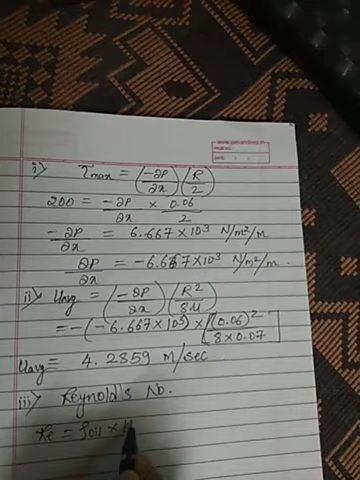 i) τmax = (-∂P/∂x) (R/2)
200 = -∂P/∂x × 0.06/2
-∂P/∂x = 6.667 × 10³ N/m²/m
∂P/∂x = -6.667 × 10³ N/m²/m.
ii) Uavg = (-∂P/∂x) (R²/8μ)
= -(-6.667 × 10³) × [(0.06)²/8 × 0.07]
Uavg = 4.2859 m/sec
iii) Reynold's No.
Re = ρoil ×